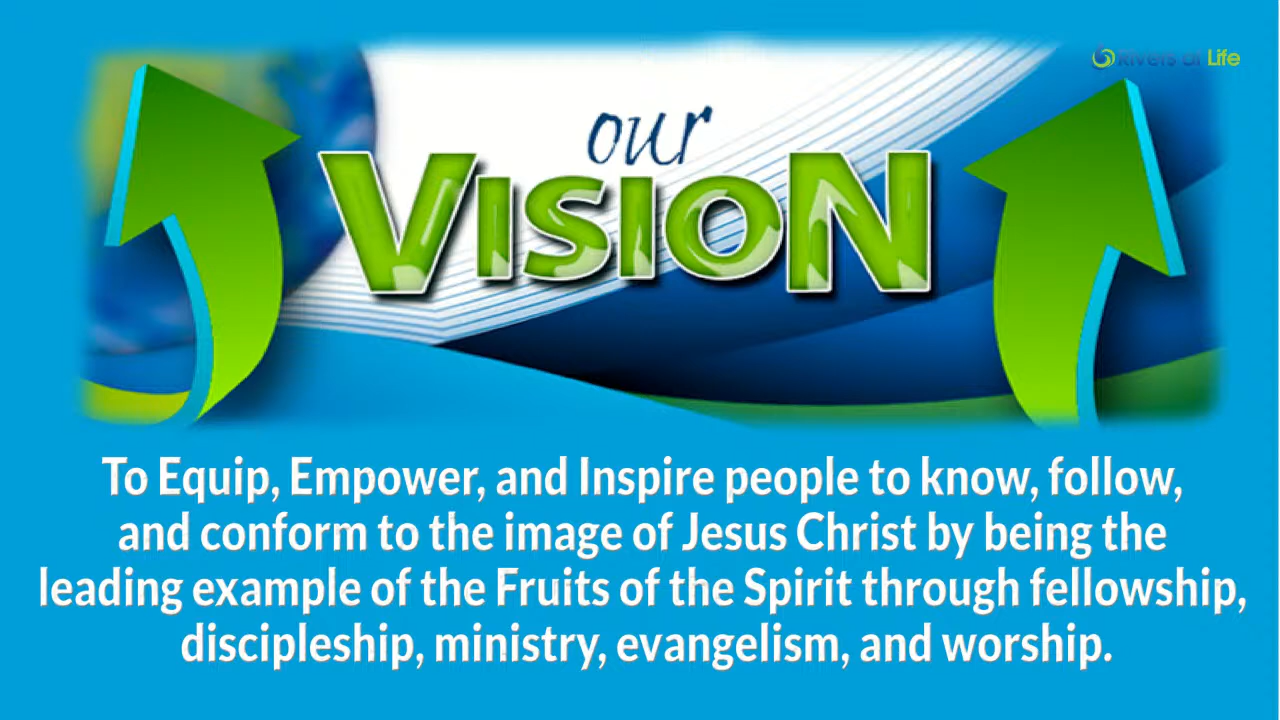 Rivers of Life
our
VISION
To Equip, Empower, and Inspire people to know, follow,
and conform to the image of Jesus Christ by being the
leading example of the Fruits of the Spirit through fellowship,
discipleship, ministry, evangelism, and worship.